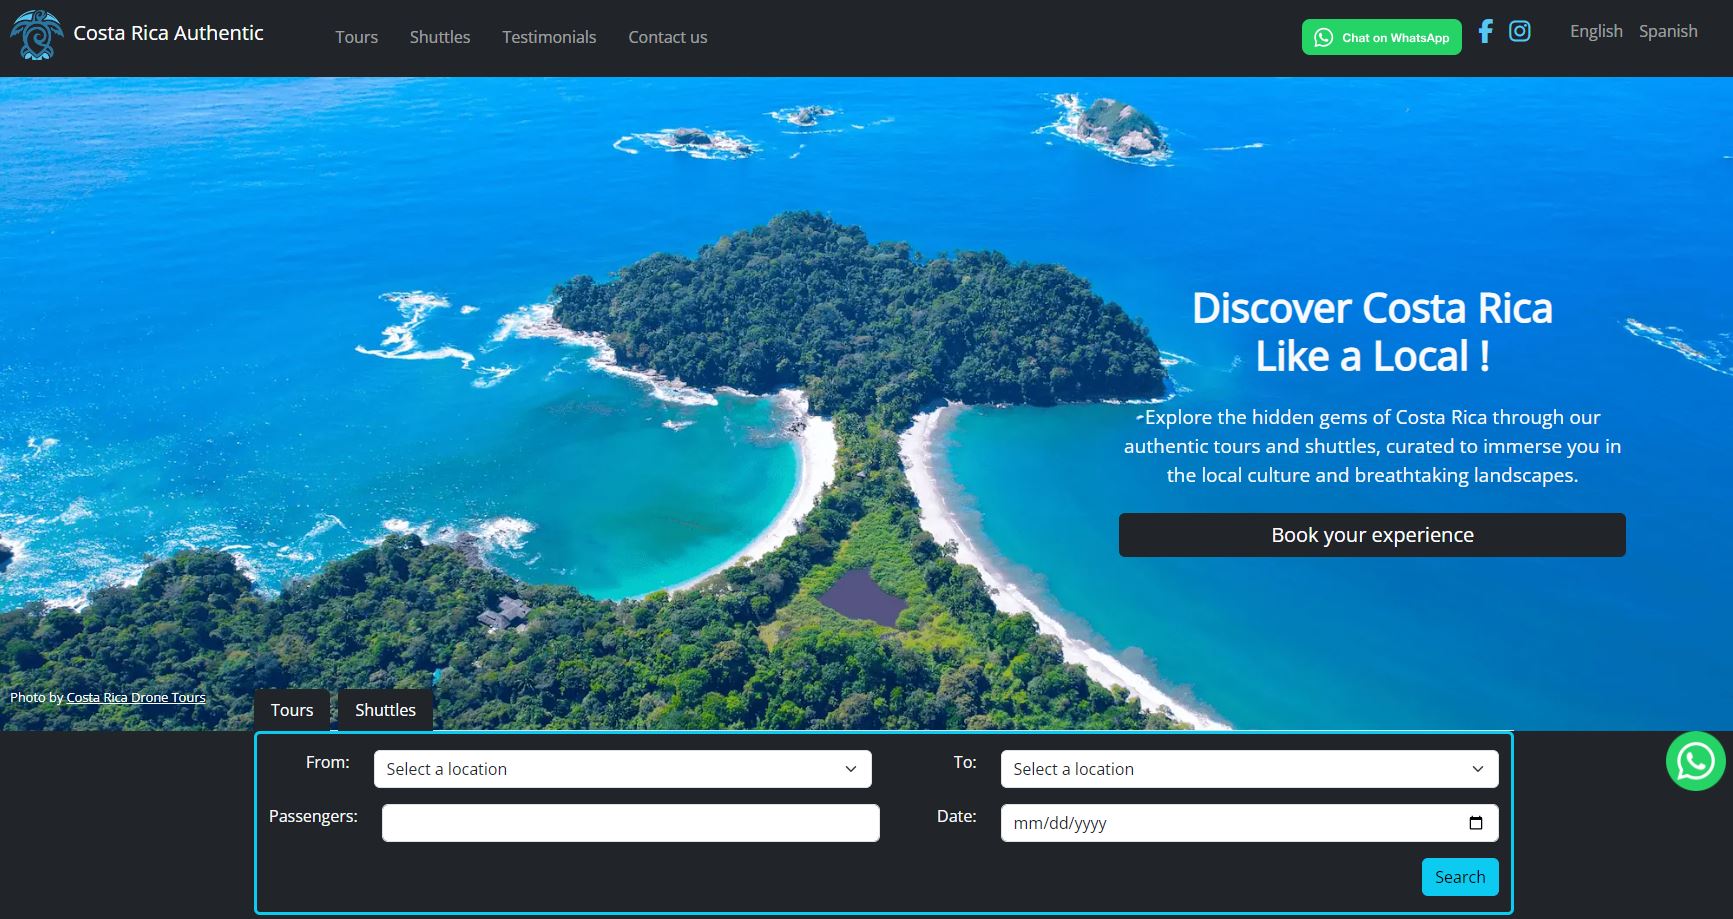 Costa Rica Authentic
Tours
Shuttles
Testimonials
Contact us
Chat on WhatsApp
English
Spanish
Discover Costa Rica
Like a Local !
Explore the hidden gems of Costa Rica through our
authentic tours and shuttles, curated to immerse you in
the local culture and breathtaking landscapes.
Book your experience
Photo by Costa Rica Drone Tours
Tours
Shuttles
From:
Select a location
To:
Select a location
Passengers:
Date:
mm/dd/yyyy
Search